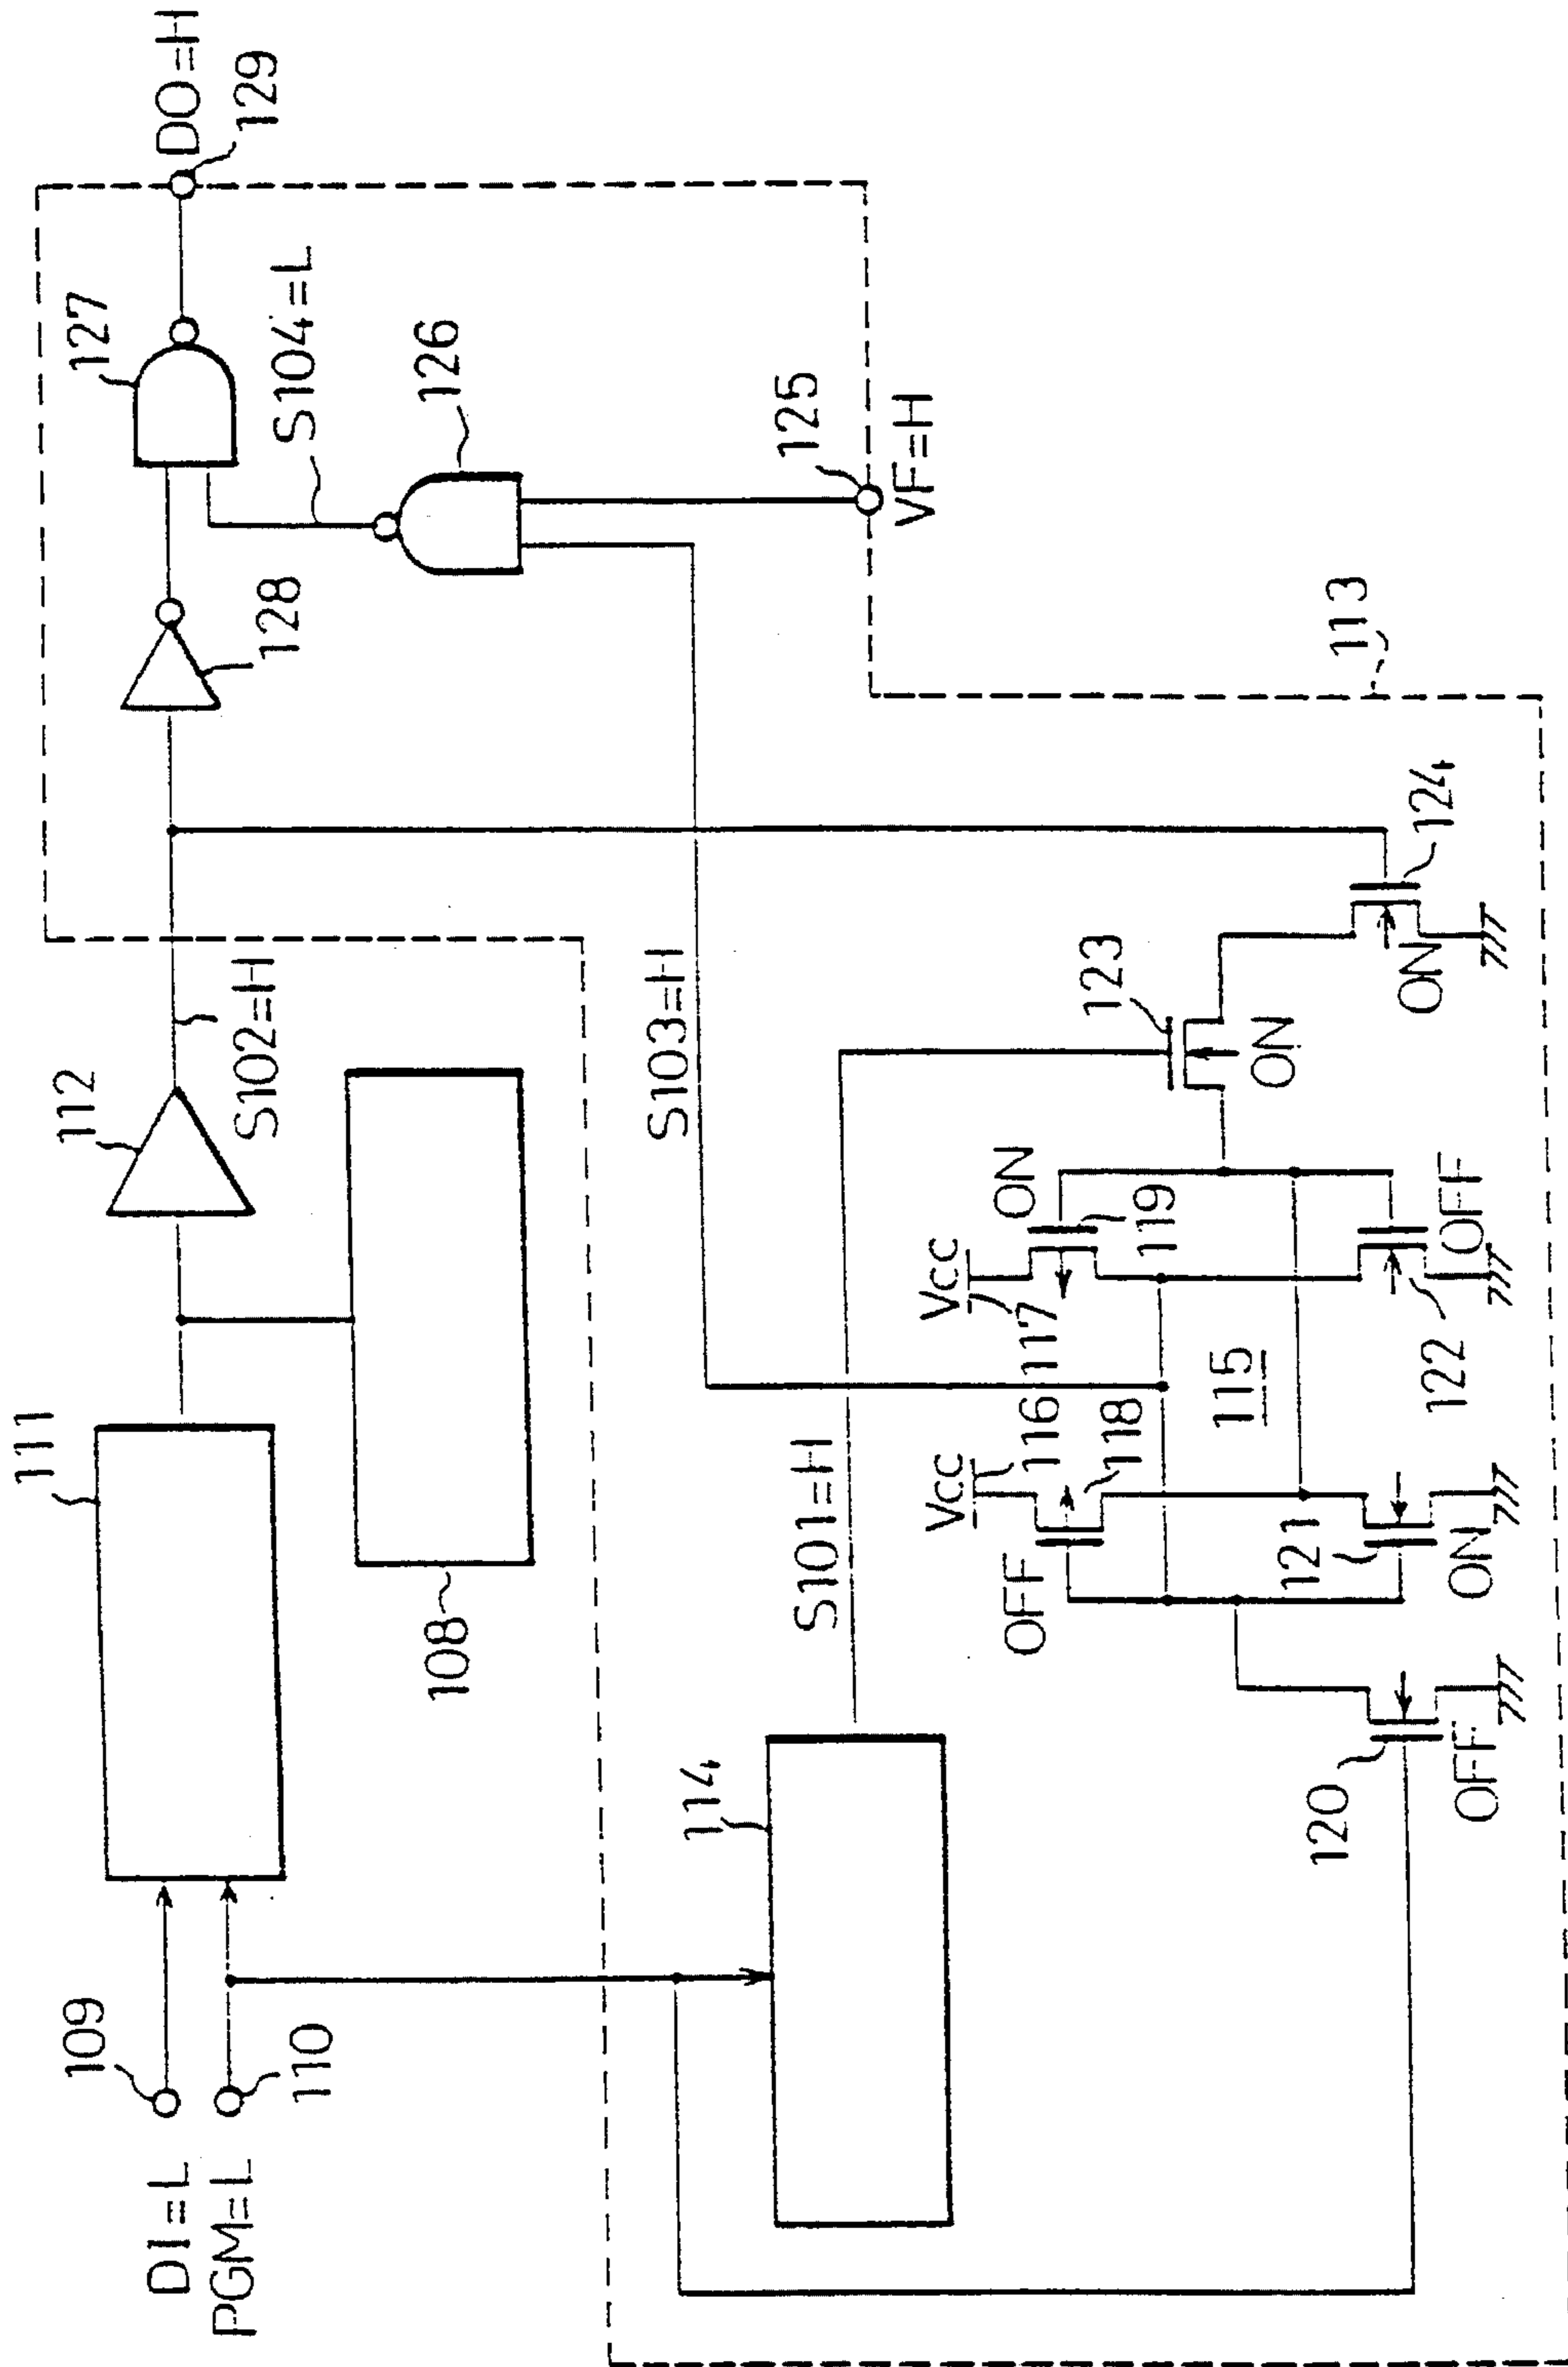 DI=L
PGM=L
109
110
111
108
112
S102=H
128
127
S104=L
126
125
VF=H
DO=H
129
113
114
S101=H
S103=H
120
OFF
Vcc
116
OFF
118
121
ON
115
Vcc
117
ON
119
122
OFF
123
ON
124
ON